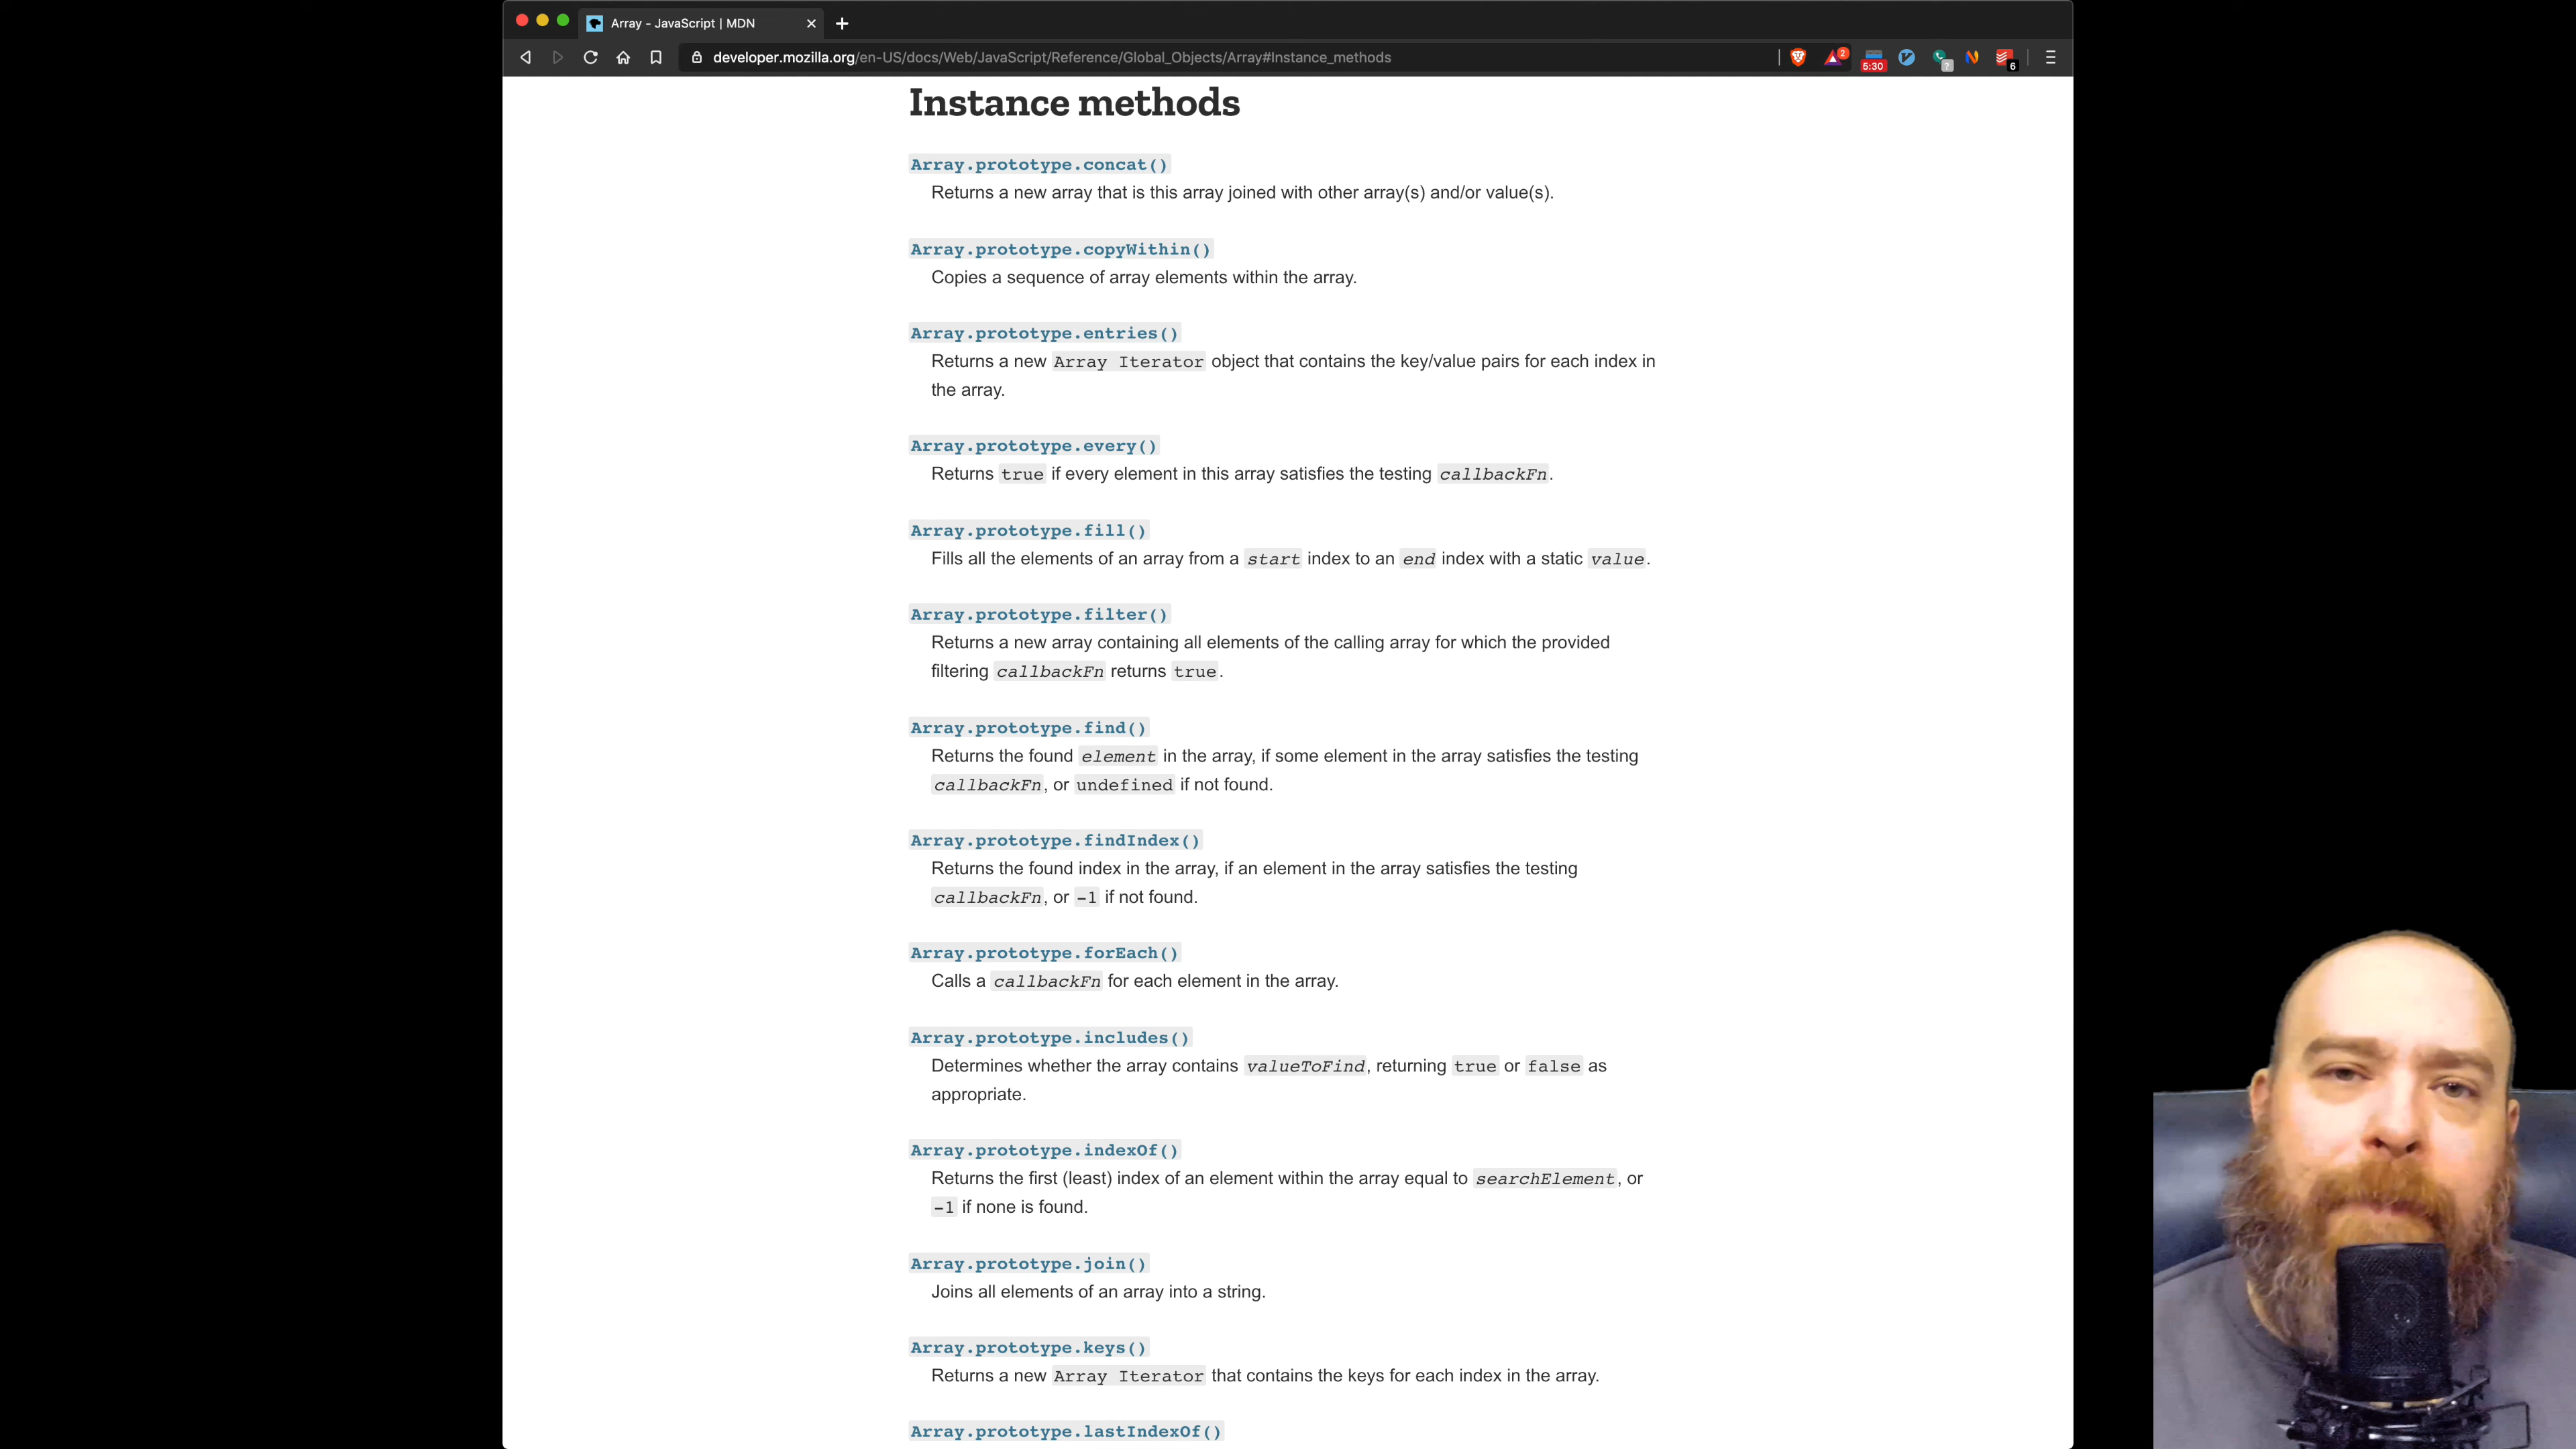 Array - JavaScript | MDN
developer.mozilla.org/en-US/docs/Web/JavaScript/Reference/Global_Objects/Array#Instance_methods
2
5:30
?
6
Instance methods
Array.prototype.concat()
Returns a new array that is this array joined with other array(s) and/or value(s).
Array.prototype.copyWithin()
Copies a sequence of array elements within the array.
Array.prototype.entries()
Returns a new Array Iterator object that contains the key/value pairs for each index in
the array.
Array.prototype.every()
Returns true if every element in this array satisfies the testing callbackFn.
Array.prototype.fill()
Fills all the elements of an array from a start index to an end index with a static value.
Array.prototype.filter()
Returns a new array containing all elements of the calling array for which the provided
filtering callbackFn returns true.
Array.prototype.find()
Returns the found element in the array, if some element in the array satisfies the testing
callbackFn, or undefined if not found.
Array.prototype.findIndex()
Returns the found index in the array, if an element in the array satisfies the testing
callbackFn, or -1 if not found.
Array.prototype.forEach()
Calls a callbackFn for each element in the array.
Array.prototype.includes()
Determines whether the array contains valueToFind, returning true or false as
appropriate.
Array.prototype.indexOf()
Returns the first (least) index of an element within the array equal to searchElement, or
-1 if none is found.
Array.prototype.join()
Joins all elements of an array into a string.
Array.prototype.keys()
Returns a new Array Iterator that contains the keys for each index in the array.
Array.prototype.lastIndexOf()